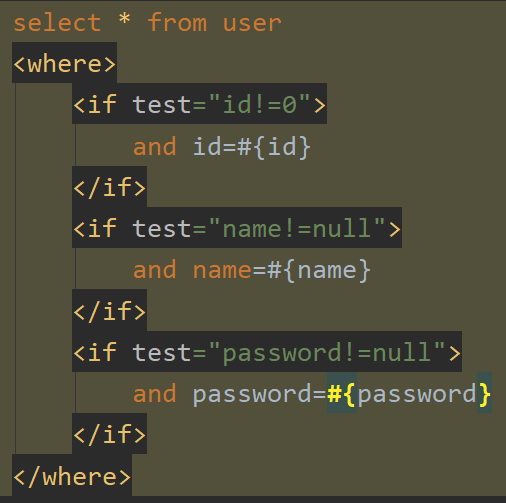 select * from user
<where>
<if test="id!=0">
and id=#{id}
</if>
<if test="name!=null">
and name=#{name}
</if>
<if test="password!=null">
and password=#{password}
</if>
</where>